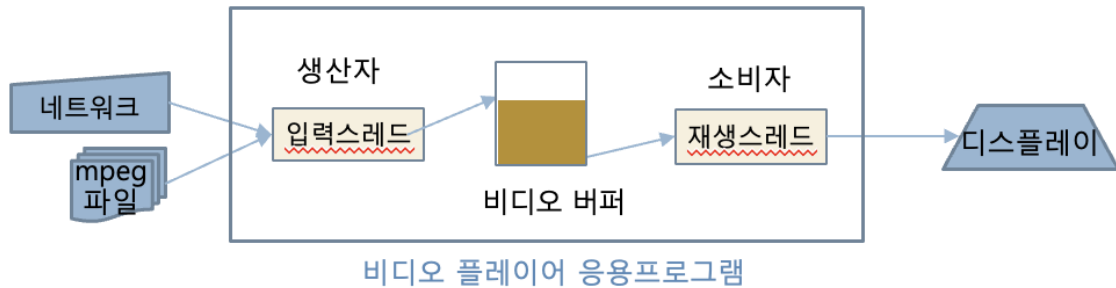 생산자
소비자
네트워크
입력스레드
재생스레드
디스플레이
mpeg
파일
비디오 버퍼
비디오 플레이어 응용프로그램